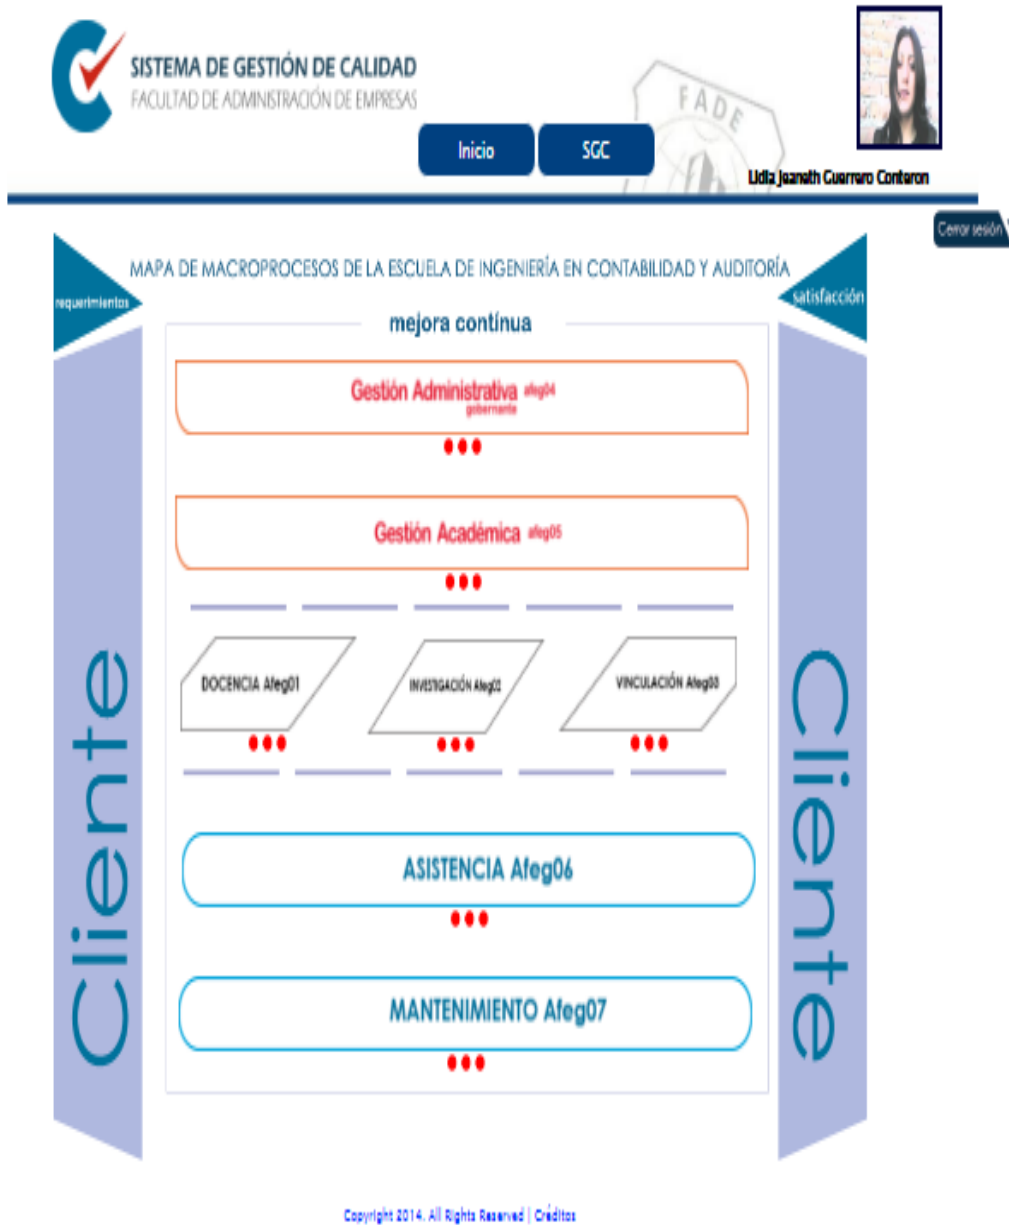 SISTEMA DE GESTIÓN DE CALIDAD
FACULTAD DE ADMINISTRACIÓN DE EMPRESAS
FADE
Inicio
SGC
Lidia Jeaneth Guerrero Conteron
Cerrar sesión
MAPA DE MACROPROCESOS DE LA ESCUELA DE INGENIERÍA EN CONTABILIDAD Y AUDITORÍA
requerimientos
satisfacción
mejora contínua
Gestión Administrativa afeg04
gobernante
Gestión Académica afeg05
DOCENCIA Afeg01
INVESTIGACIÓN Afeg02
VINCULACIÓN Afeg03
Cliente
Cliente
ASISTENCIA Afeg06
MANTENIMIENTO Afeg07
Copyright 2014. All Rights Reserved | Créditos